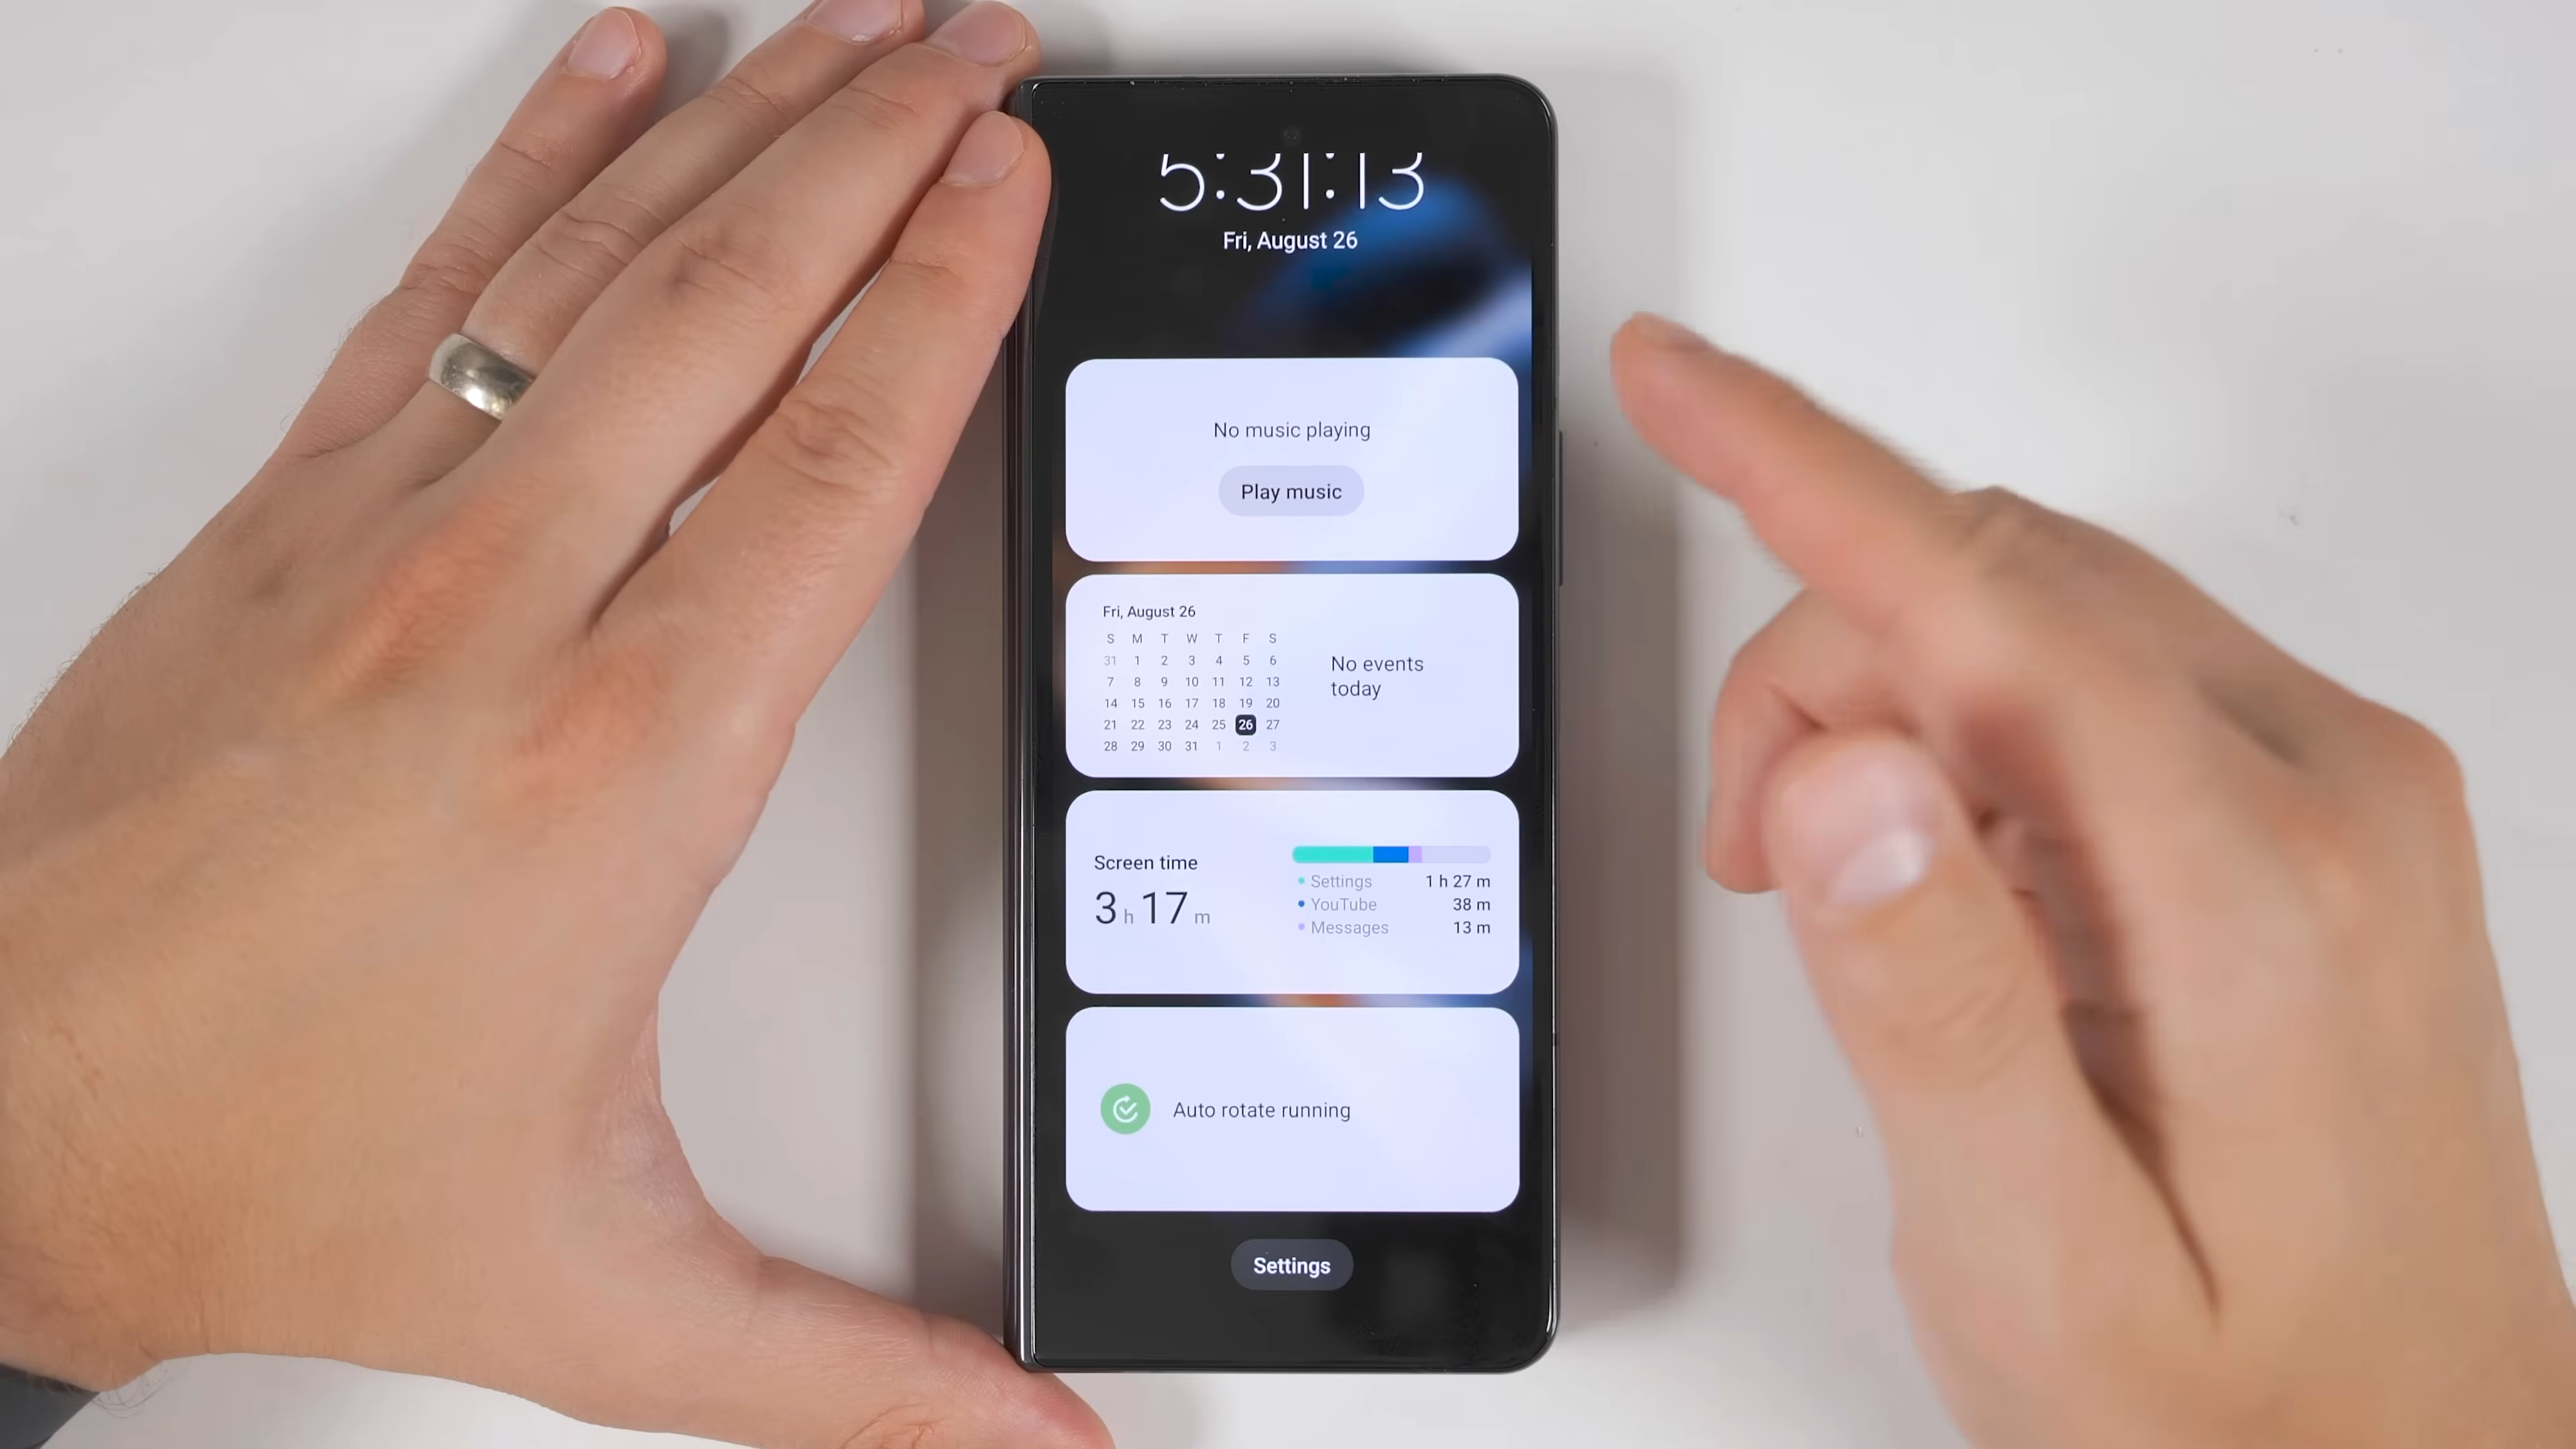 5:31:13
Fri, August 26
No music playing
Play music
Fri, August 26
S M T W T F S
31 1 2 3 4 5 6
7 8 9 10 11 12 13
14 15 16 17 18 19 20
21 22 23 24 25 26 27
28 29 30 31 1 2 3
No events
today
Screen time
3 h 17 m
Settings 1 h 27 m
YouTube 38 m
Messages 13 m
Auto rotate running
Settings